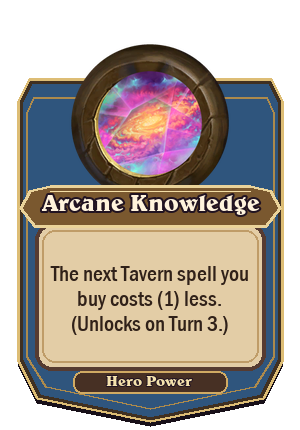 Arcane Knowledge
The next Tavern spell you
buy costs (1) less.
(Unlocks on Turn 3.)
Hero Power